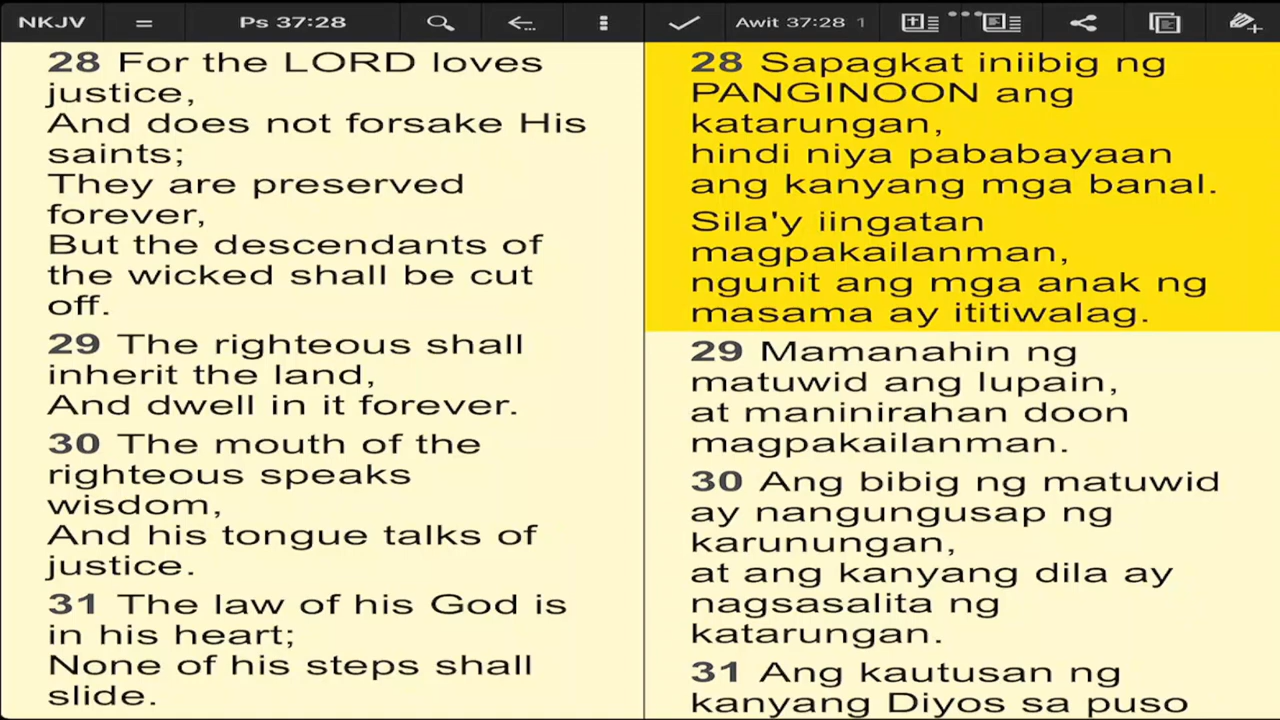 NKJV
=
Ps 37:28
Awit 37:28 1
28 For the LORD loves
justice,
And does not forsake His
saints;
They are preserved
forever,
But the descendants of
the wicked shall be cut
off.
29 The righteous shall
inherit the land,
And dwell in it forever.
30 The mouth of the
righteous speaks
wisdom,
And his tongue talks of
justice.
31 The law of his God is
in his heart;
None of his steps shall
slide.
28 Sapagkat iniibig ng
PANGINOON ang
katarungan,
hindi niya pababayaan
ang kanyang mga banal.
Sila'y iingatan
magpakailanman,
ngunit ang mga anak ng
masama ay ititiwalag.
29 Mamanahin ng
matuwid ang lupain,
at maninirahan doon
magpakailanman.
30 Ang bibig ng matuwid
ay nangungusap ng
karunungan,
at ang kanyang dila ay
nagsasalita ng
katarungan.
31 Ang kautusan ng
kanyang Diyos sa puso